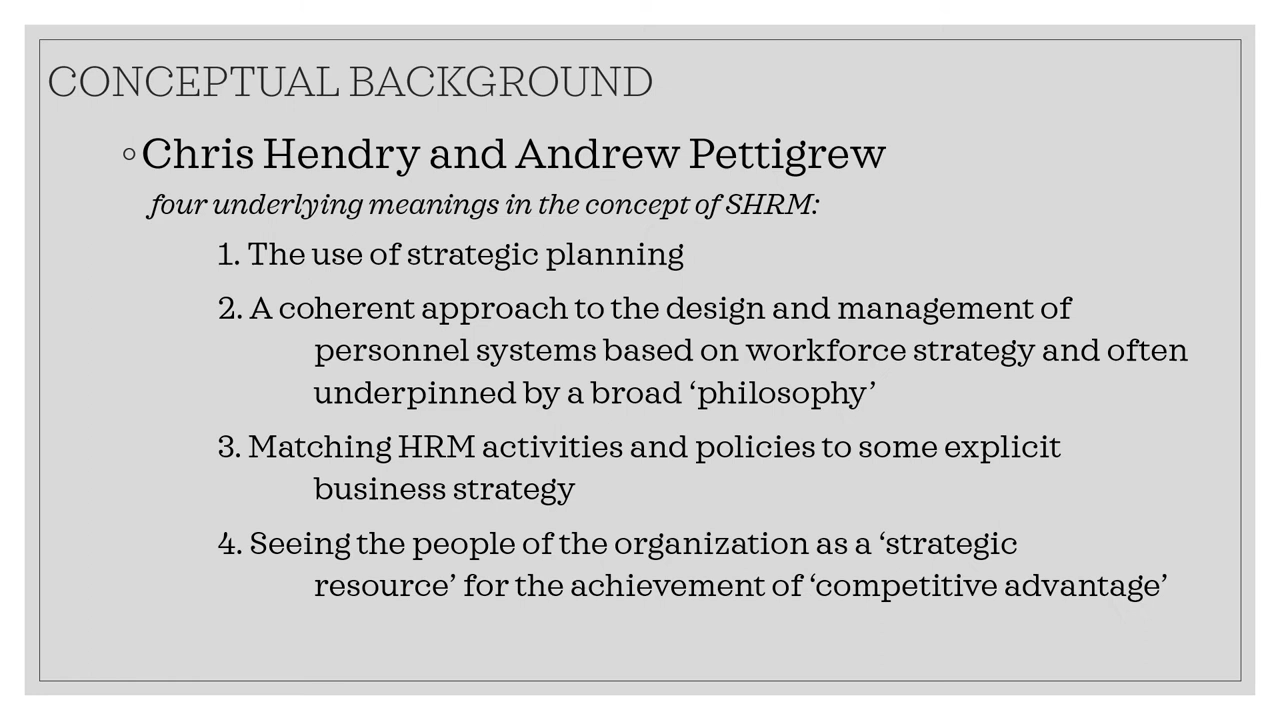 CONCEPTUAL BACKGROUND
◦Chris Hendry and Andrew Pettigrew
four underlying meanings in the concept of SHRM:
1. The use of strategic planning
2. A coherent approach to the design and management of
personnel systems based on workforce strategy and often
underpinned by a broad ‘philosophy’
3. Matching HRM activities and policies to some explicit
business strategy
4. Seeing the people of the organization as a ‘strategic
resource’ for the achievement of ‘competitive advantage’